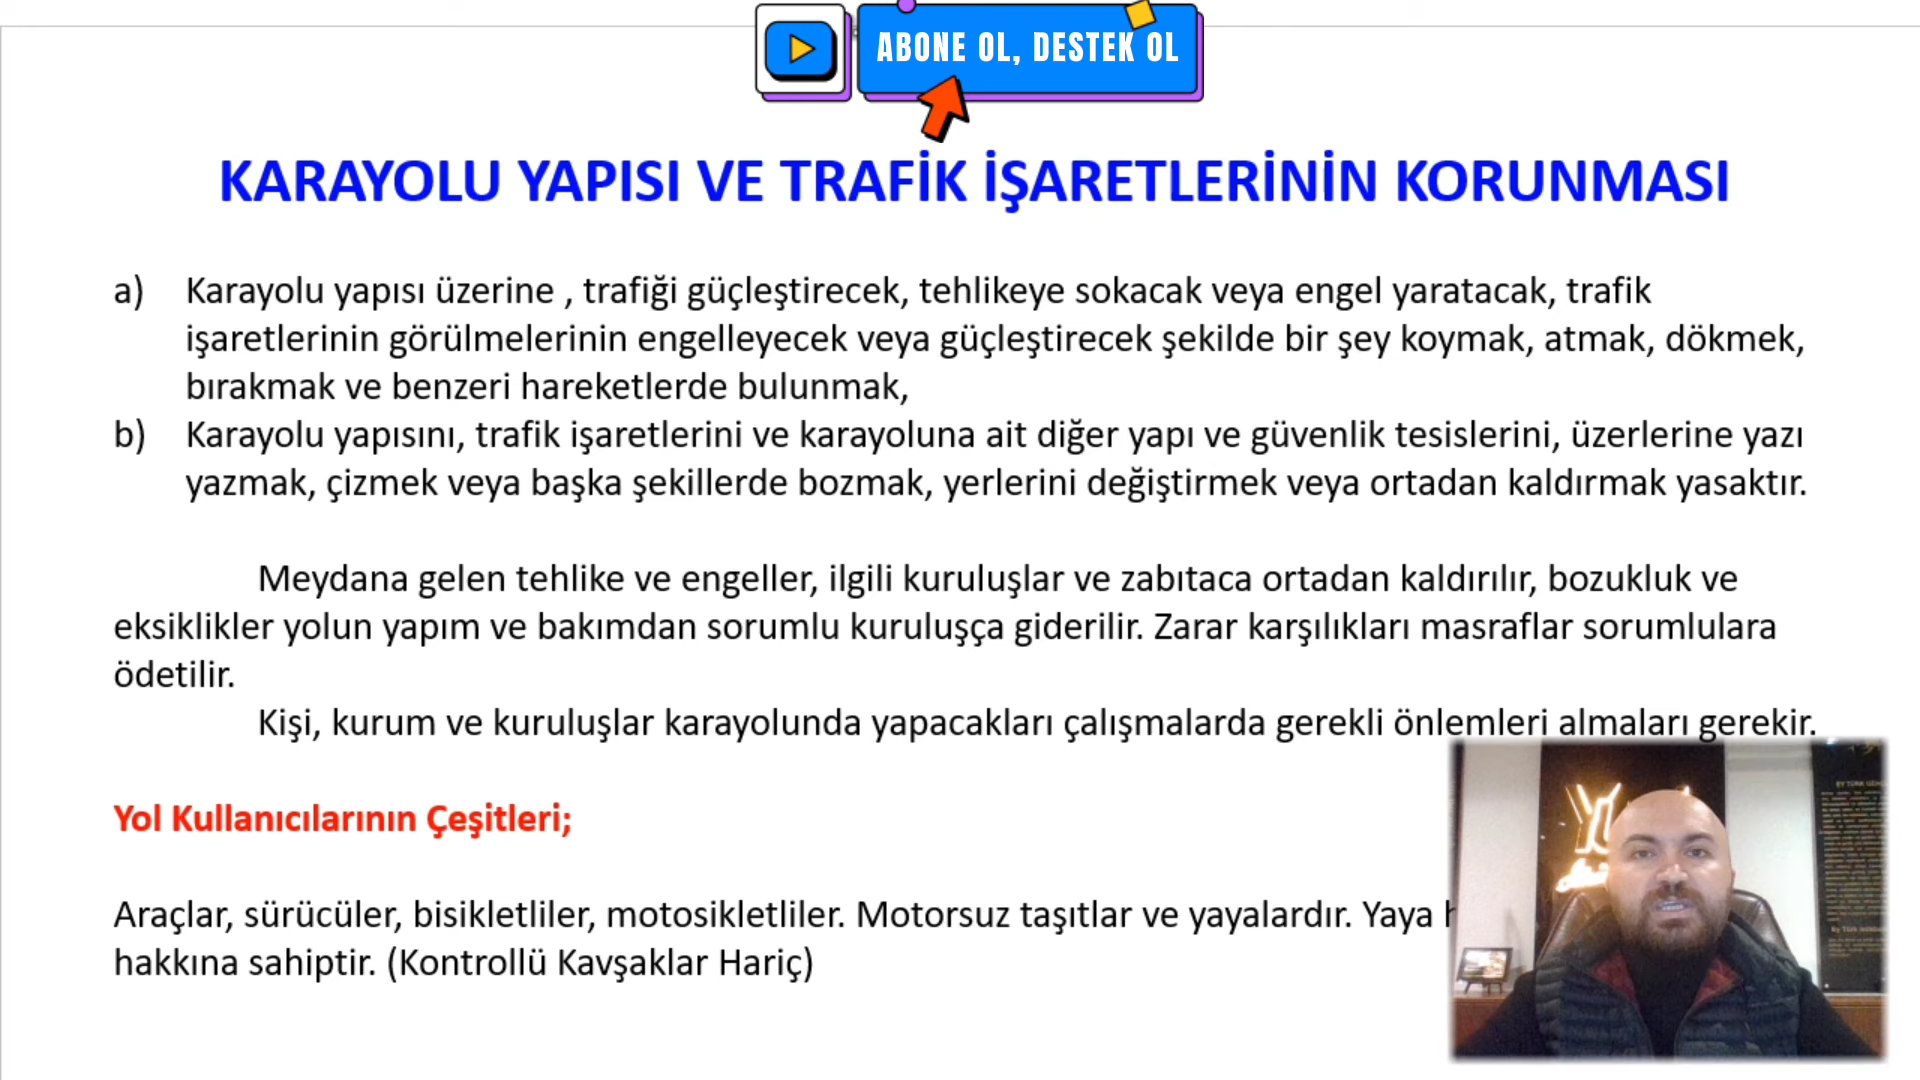 ABONE OL, DESTEK OL
KARAYOLU YAPISI VE TRAFİK İŞARETLERİNİN KORUNMASI
a) Karayolu yapısı üzerine , trafiği güçleştirecek, tehlikeye sokacak veya engel yaratacak, trafik
işaretlerinin görülmelerinin engelleyecek veya güçleştirecek şekilde bir şey koymak, atmak, dökmek,
bırakmak ve benzeri hareketlerde bulunmak,
b) Karayolu yapısını, trafik işaretlerini ve karayoluna ait diğer yapı ve güvenlik tesislerini, üzerlerine yazı
yazmak, çizmek veya başka şekillerde bozmak, yerlerini değiştirmek veya ortadan kaldırmak yasaktır.
Meydana gelen tehlike ve engeller, ilgili kuruluşlar ve zabıtaca ortadan kaldırılır, bozukluk ve
eksiklikler yolun yapım ve bakımdan sorumlu kuruluşça giderilir. Zarar karşılıkları masraflar sorumlulara
ödetilir.
Kişi, kurum ve kuruluşlar karayolunda yapacakları çalışmalarda gerekli önlemleri almaları gerekir.
Yol Kullanıcılarının Çeşitleri;
Araçlar, sürücüler, bisikletliler, motosikletliler. Motorsuz taşıtlar ve yayalardır. Yaya
hakkına sahiptir. (Kontrollü Kavşaklar Hariç)